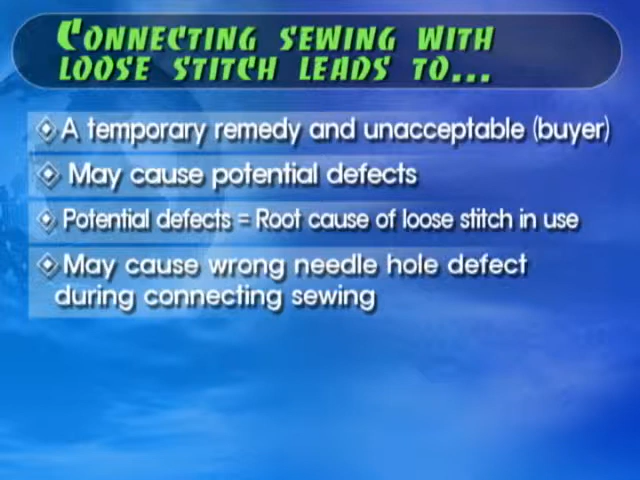 CONNECTING SEWING WITH
LOOSE STITCH LEADS TO...
A temporary remedy and unacceptable (buyer)
May cause potential defects
Potential defects = Root cause of loose stitch in use
May cause wrong needle hole defect
during connecting sewing